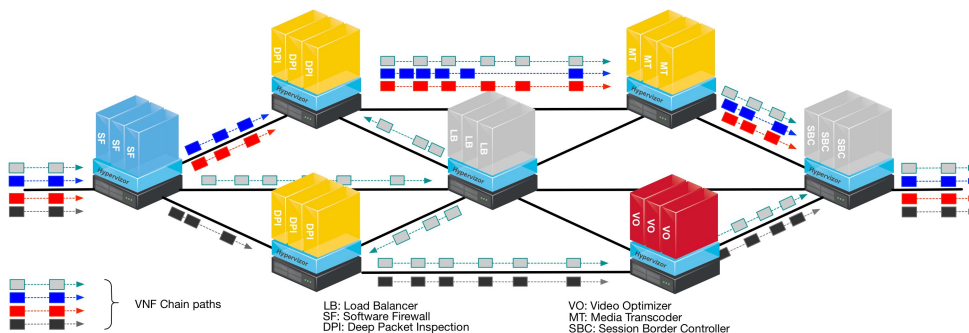 DPI DPI DPI
Hypervizor
MT MT MT
Hypervizor
SF SF SF
Hypervizor
LB LB LB
Hypervizor
SBC SBC SBC
Hypervizor
DPI DPI DPI
Hypervizor
VO VO VO
Hypervizor
VNF Chain paths
LB: Load Balancer
SF: Software Firewall
DPI: Deep Packet Inspection
VO: Video Optimizer
MT: Media Transcoder
SBC: Session Border Controller